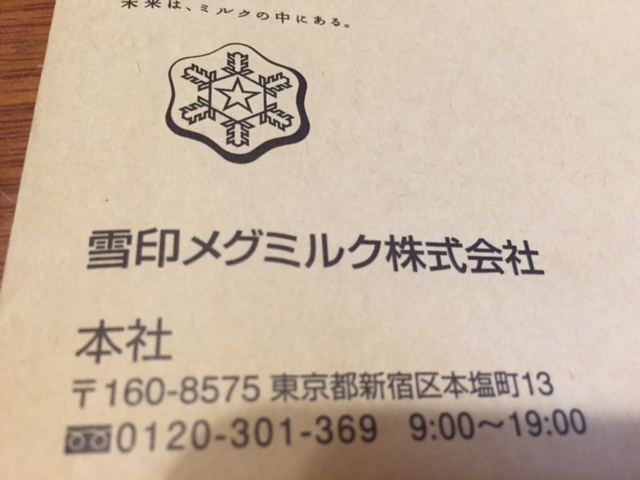 未来は、ミルクの中にある。
雪印メグミルク株式会社
本社
〒160-8575 東京都新宿区本塩町13
0120-301-369 9:00～19:00